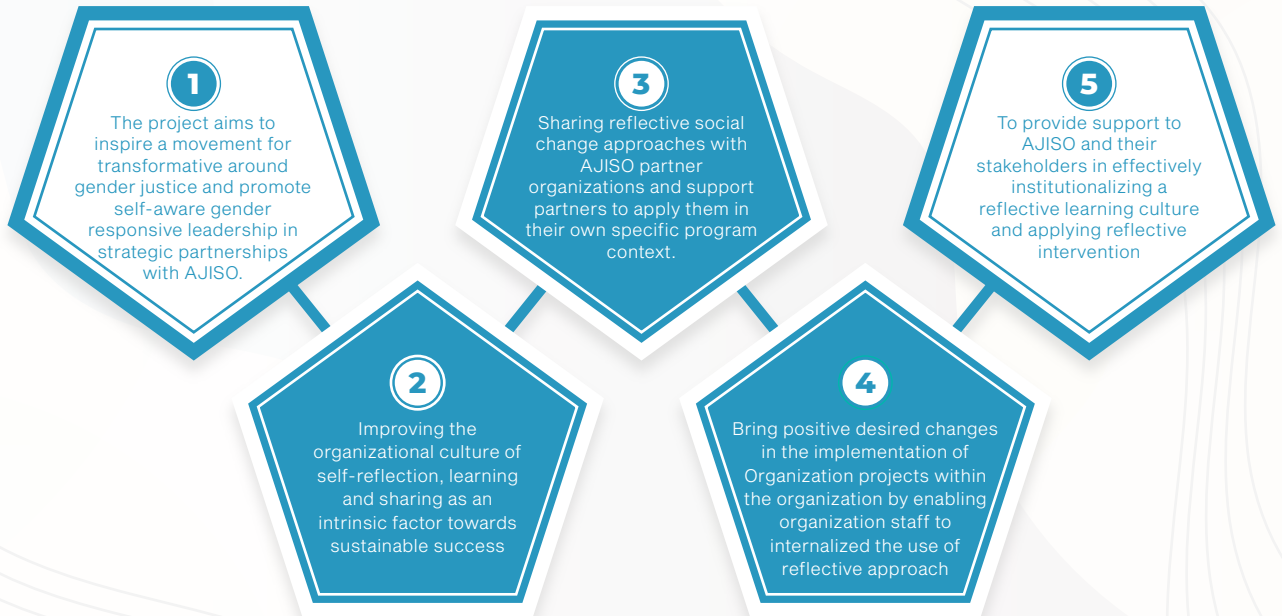 1
The project aims to
inspire a movement for
transformative around
gender justice and promote
self-aware gender
responsive leadership in
strategic partnerships
with AJISO.
2
Improving the
organizational culture of
self-reflection, learning
and sharing as an
intrinsic factor towards
sustainable success
3
Sharing reflective social
change approaches with
AJISO partner
organizations and support
partners to apply them in
their own specific program
context.
4
Bring positive desired changes
in the implementation of
Organization projects within
the organization by enabling
organization staff to
internalized the use of
reflective approach
5
To provide support to
AJISO and their
stakeholders in effectively
institutionalizing a
reflective learning culture
and applying reflective
intervention